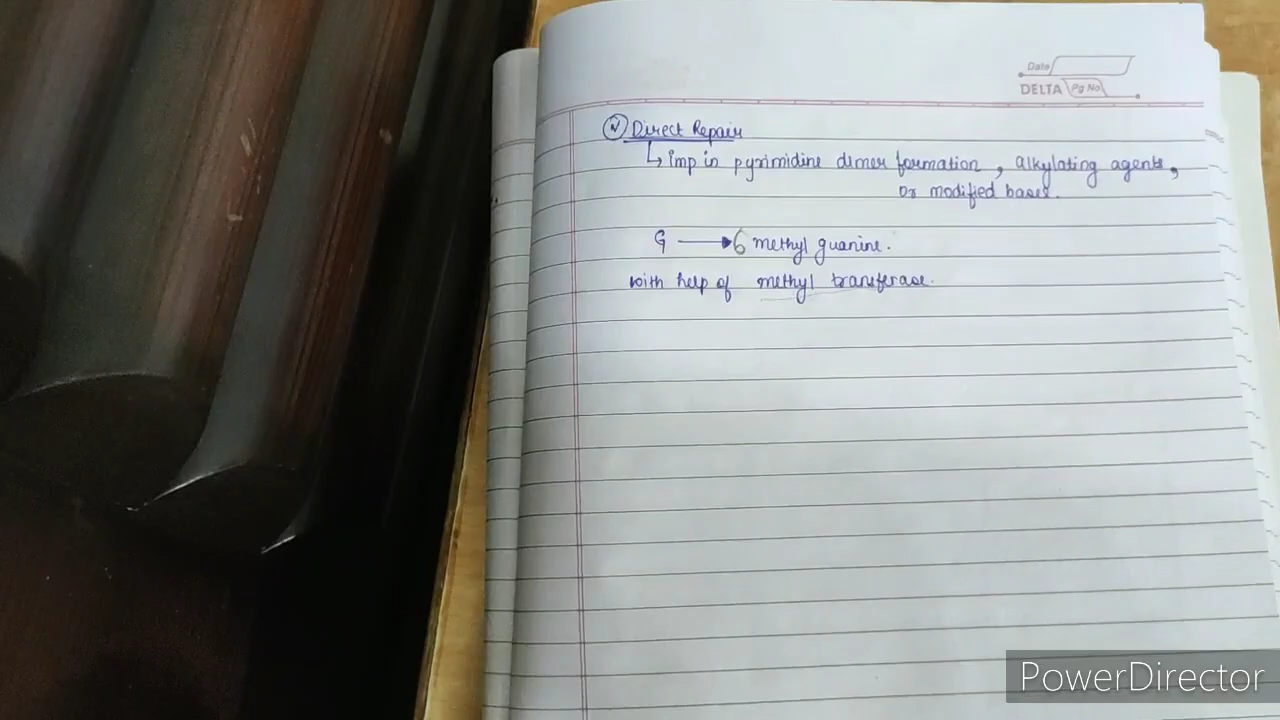 Date
DELTA Pg No.
Direct Repair
↳ imp in pyrimidine dimer formation, alkylating agents,
or modified bases.
G → 6 methyl guanine.
with help of methyl transferase.
PowerDirector